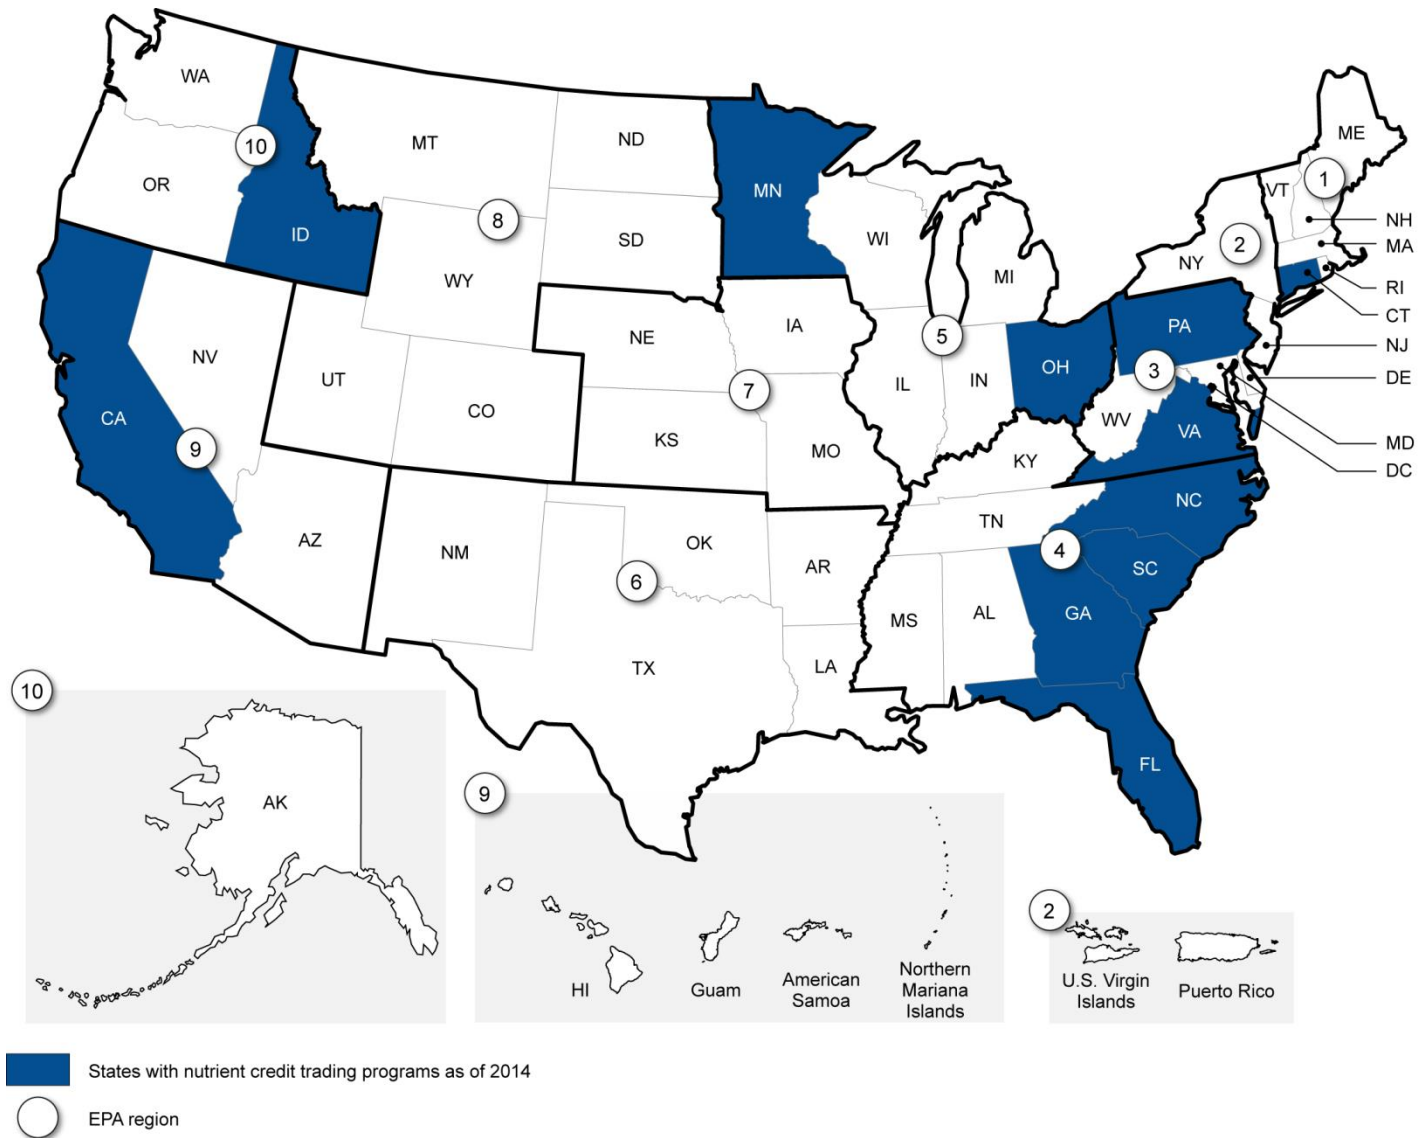 WA
ME
MT
ND
10
OR
VT
1
MN
ID
8
SD
WI
NH
2
MA
NY
WY
MI
RI
CT
PA
IA
5
NE
NJ
NV
OH
UT
IL
IN
3
DE
7
CO
CA
WV
VA
KS
MD
9
MO
KY
DC
NC
TN
AZ
OK
NM
4
AR
SC
6
GA
MS
AL
TX
LA
10
FL
9
AK
2
HI
Guam
American
Samoa
Northern
Mariana
Islands
U.S. Virgin
Islands
Puerto Rico
States with nutrient credit trading programs as of 2014
EPA region